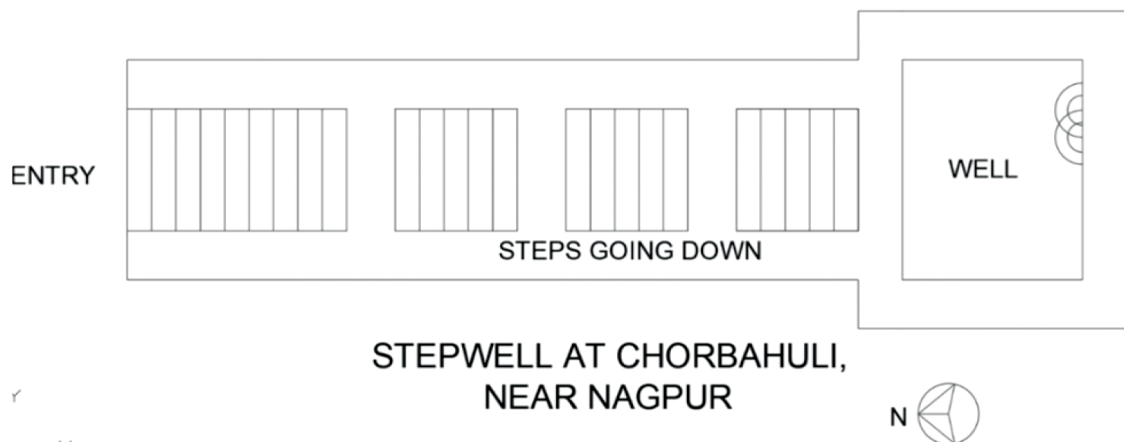 ENTRY
WELL
STEPS GOING DOWN
STEPWELL AT CHORBAHULI,
NEAR NAGPUR
N
Y